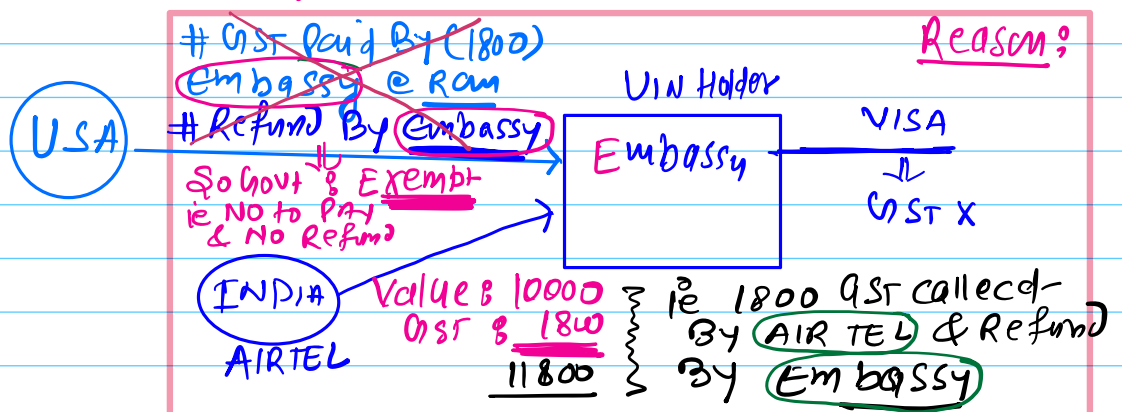 # GST Paid By (1800)
Embassy @ RCM
# Refund By Embassy
So Govt : Exempt
ie NO to PAY
& No Refund
Reason:
USA
UIN Holder
Embassy
VISA
GST X
INDIA
AIRTEL
Value : 10000
GST : 1800
11800
ie 1800 GST callecd
By AIRTEL & Refund
By Embassy